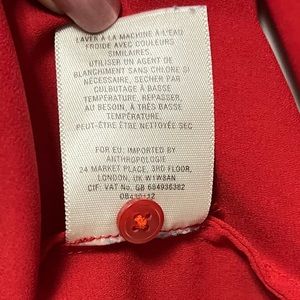 LAVER À LA MACHINE À L'EAU
FROIDE AVEC COULEURS
SIMILAIRES.
UTILISER UN AGENT DE
BLANCHIMENT SANS CHLORE SI
NÉCESSAIRE, SÉCHER PAR
CULBUTAGE À BASSE
TEMPÉRATURE, REPASSER,
AU BESOIN, À TRÈS BASSE
TEMPÉRATURE.
PEUT-ÊTRE ÊTRE NETTOYÉE SEC
FOR EU: IMPORTED BY
ANTHROPOLOGIE
24 MARKET PLACE, 3RD FLOOR,
LONDON, UK W1W8AN
CIF: VAT No. GB 684936382